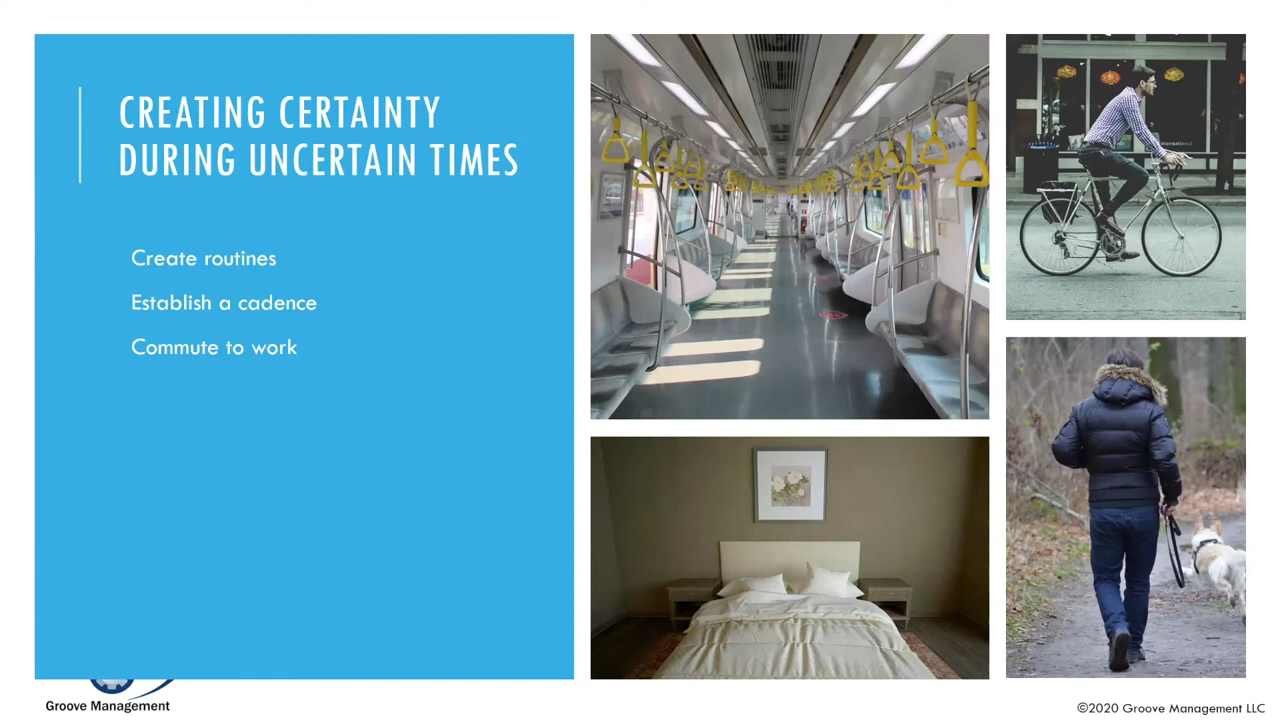 CREATING CERTAINTY
DURING UNCERTAIN TIMES
Create routines
Establish a cadence
Commute to work
Groove Management
©2020 Groove Management LLC